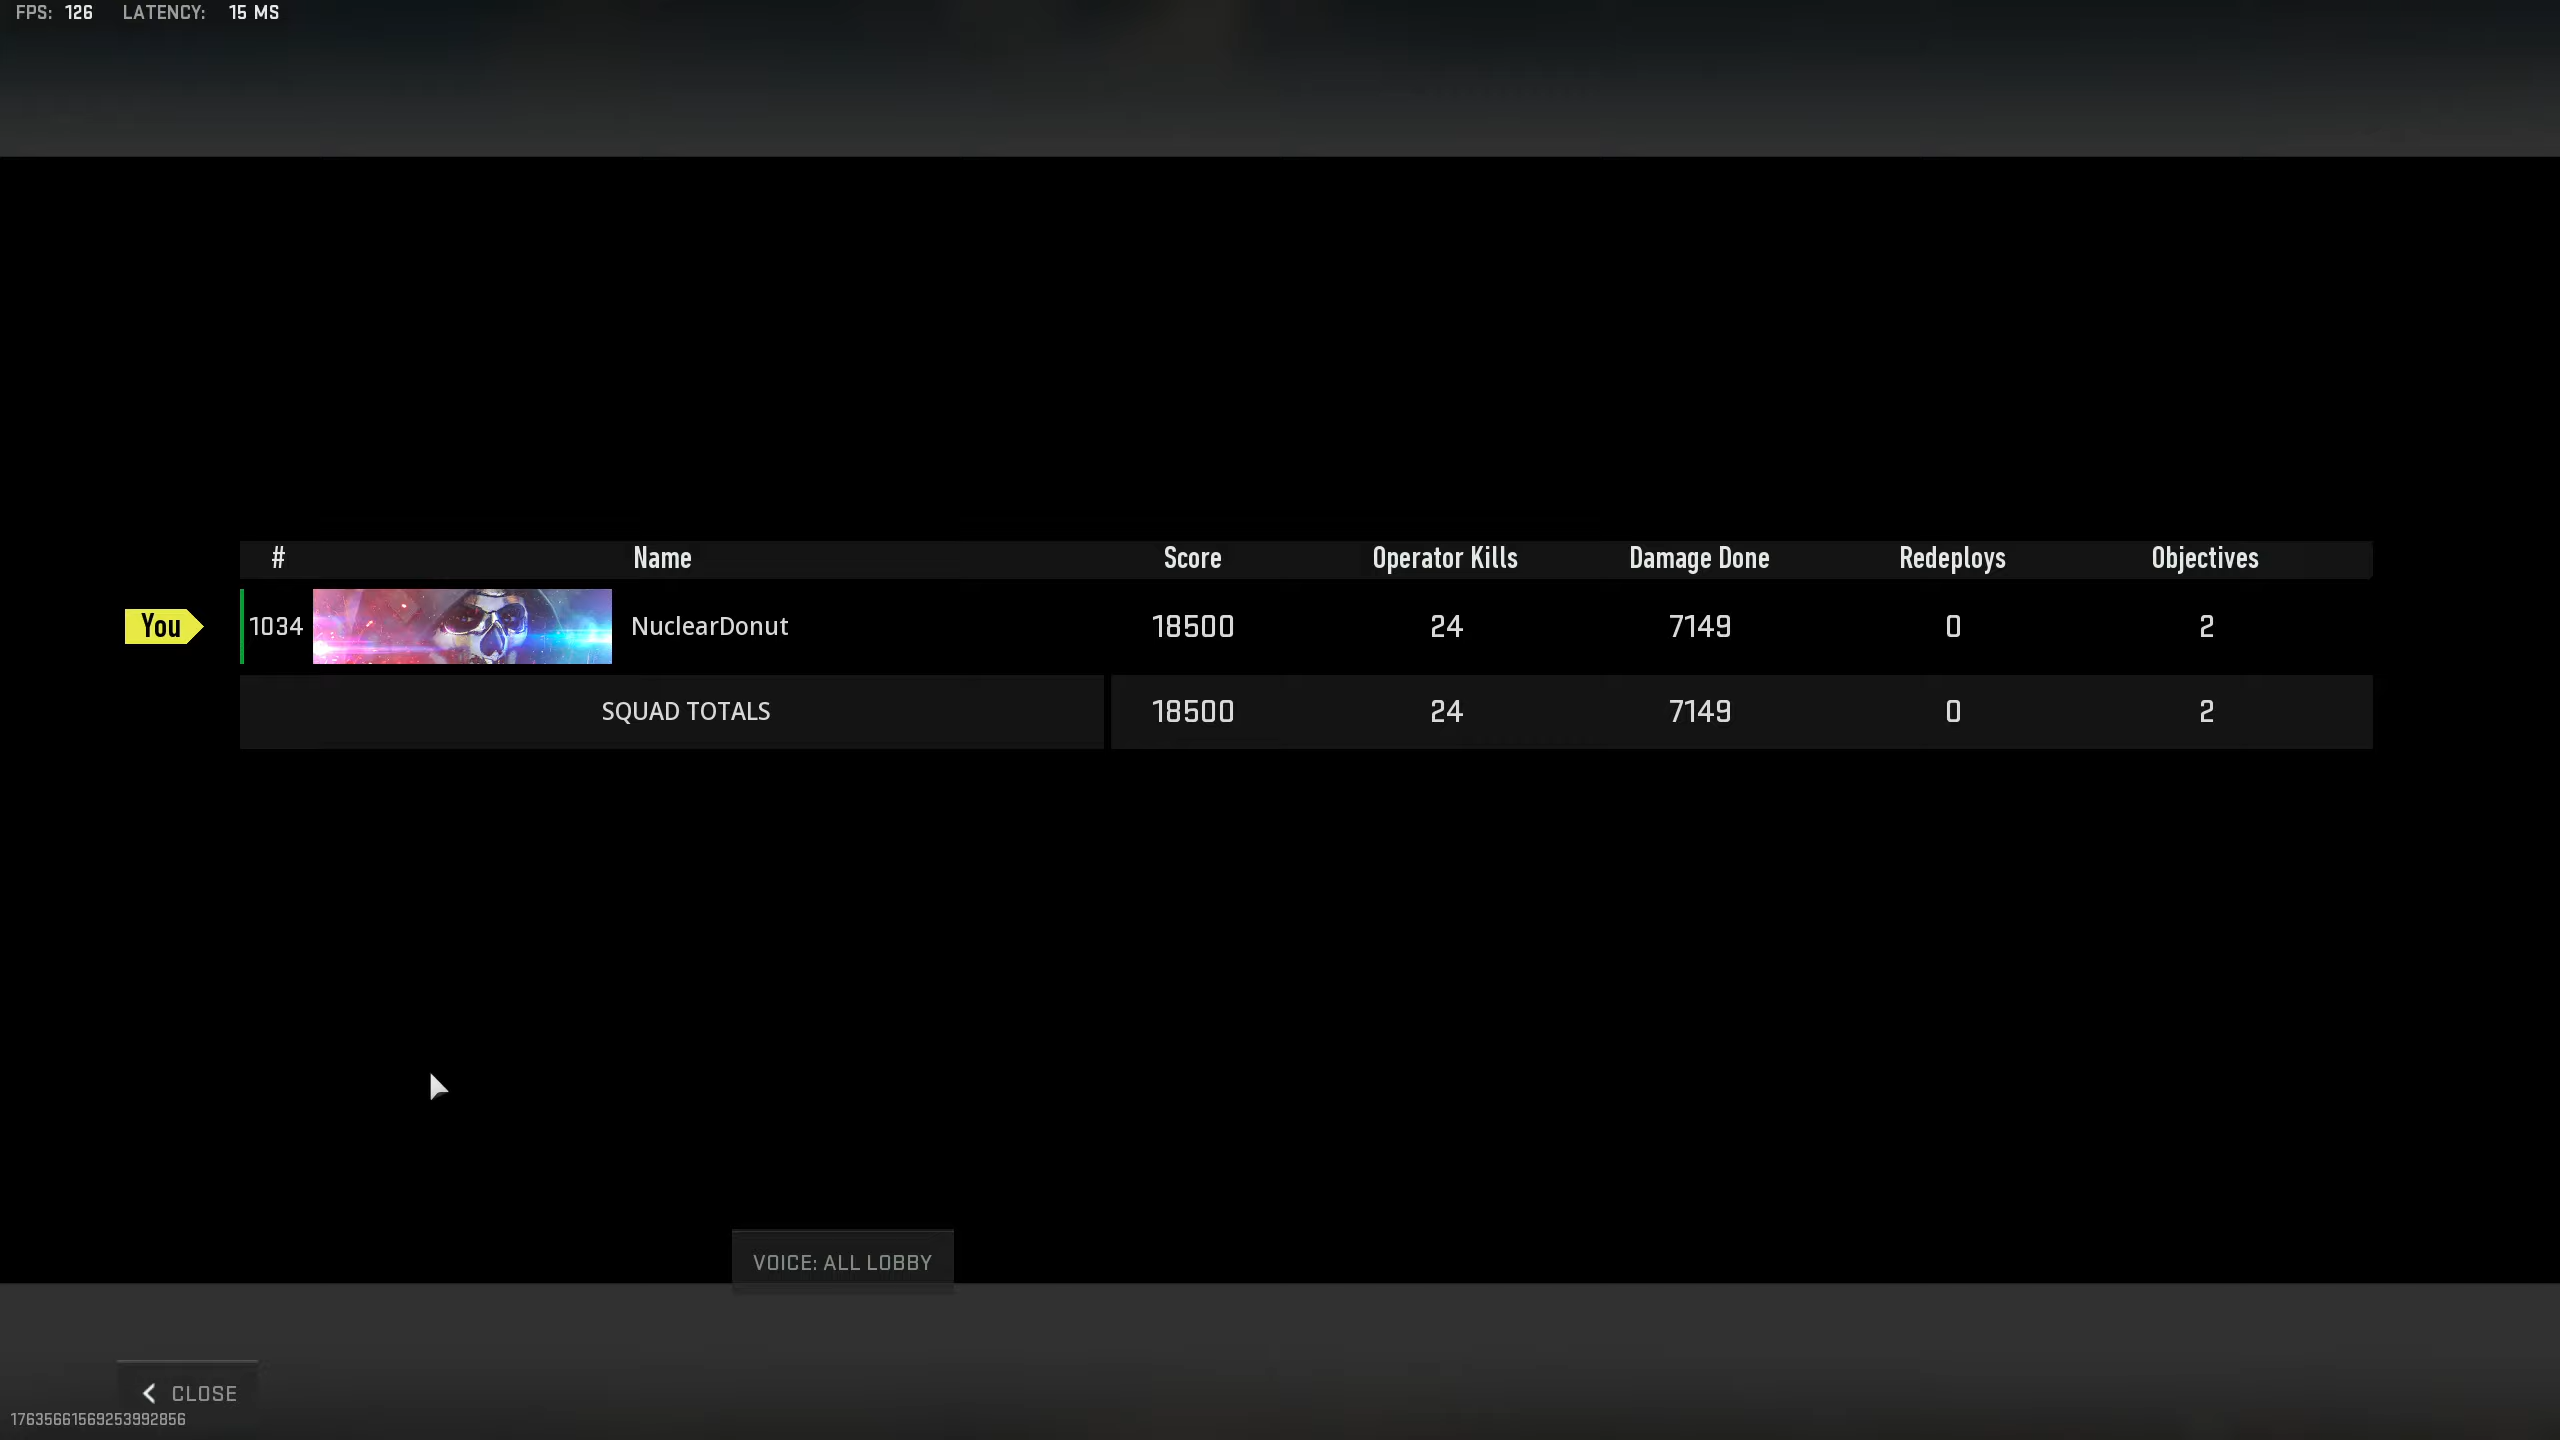 FPS: 126 LATENCY: 15 MS
# Name Score Operator Kills Damage Done Redeploys Objectives
You 1034 NuclearDonut 18500 24 7149 0 2
SQUAD TOTALS 18500 24 7149 0 2
VOICE: ALL LOBBY
CLOSE
17635661569253992856